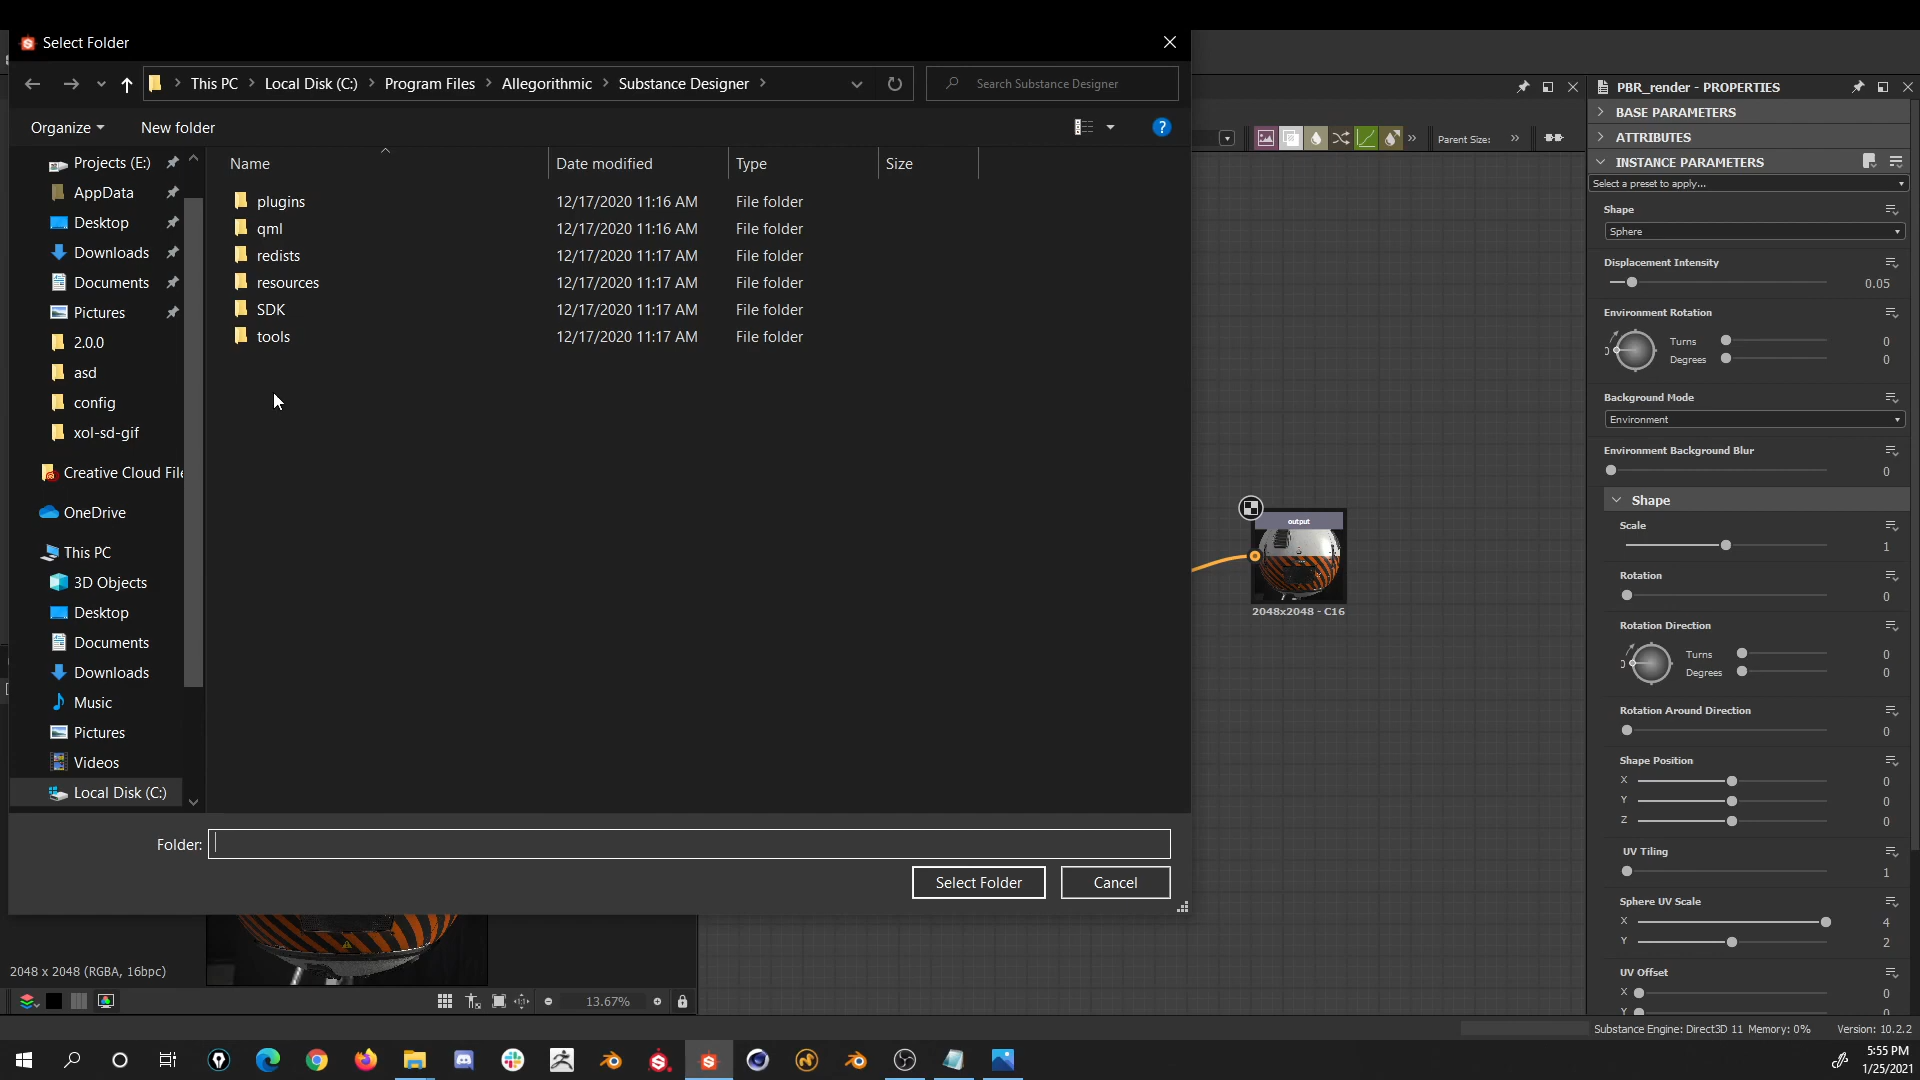 Select Folder
This PC > Local Disk (C:) > Program Files > Allegorithmic > Substance Designer >
Search Substance Designer
Organize
New folder
?
Projects (E:)
AppData
Desktop
Downloads
Documents
Pictures
2.0.0
asd
config
xol-sd-gif
Creative Cloud File
OneDrive
This PC
3D Objects
Desktop
Documents
Downloads
Music
Pictures
Videos
Local Disk (C:)
Name Date modified Type Size
plugins 12/17/2020 11:16 AM File folder
qml 12/17/2020 11:16 AM File folder
redists 12/17/2020 11:17 AM File folder
resources 12/17/2020 11:17 AM File folder
SDK 12/17/2020 11:17 AM File folder
tools 12/17/2020 11:17 AM File folder
Folder:
Select Folder
Cancel
2048 x 2048 (RGBA, 16bpc)
13.67%
Parent Size:
output
2048x2048 - C16
PBR_render - PROPERTIES
BASE PARAMETERS
ATTRIBUTES
INSTANCE PARAMETERS
Select a preset to apply...
Shape
Sphere
Displacement Intensity
0.05
Environment Rotation
0 Turns 0
Degrees 0
Background Mode
Environment
Environment Background Blur
0
Shape
Scale
1
Rotation
0
Rotation Direction
0 Turns 0
Degrees 0
Rotation Around Direction
0
Shape Position
X 0
Y 0
Z 0
UV Tiling
1
Sphere UV Scale
X 4
Y 2
UV Offset
X 0
Y 0
Substance Engine: Direct3D 11 Memory: 0% Version: 10.2.2
5:55 PM
1/25/2021